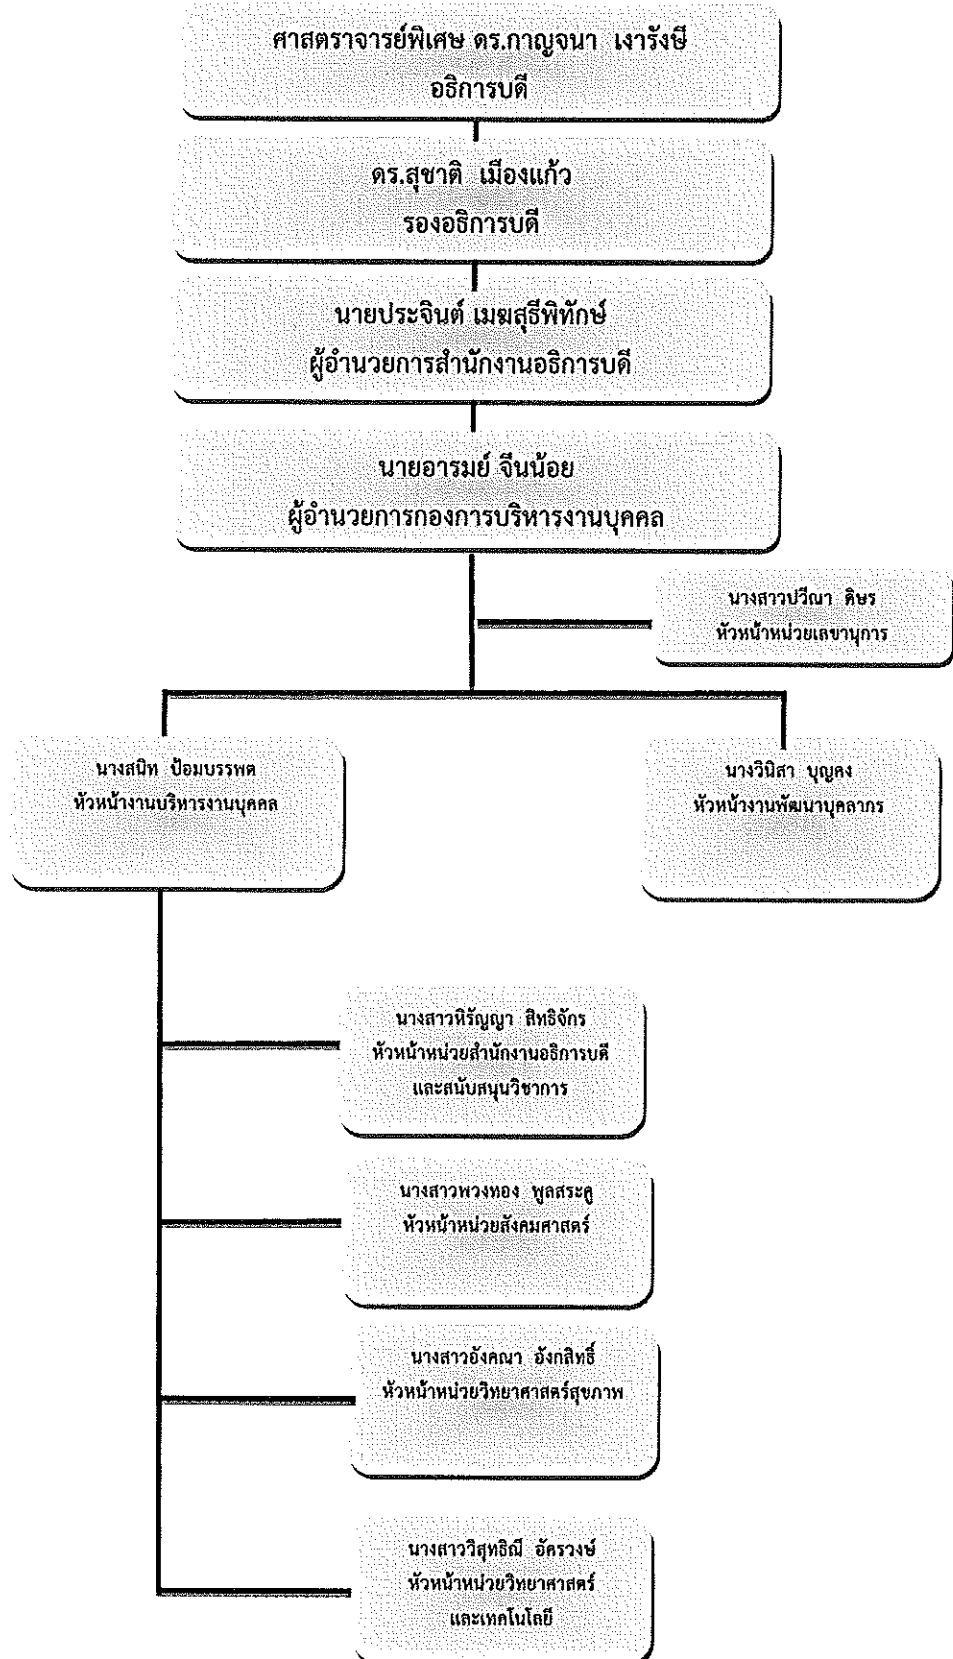 ศาสตราจารย์พิเศษ ดร.กาญจนา เงารังษี
อธิการบดี
ดร.สุชาติ เมืองแก้ว
รองอธิการบดี
นายประจินต์ เมฆสุธีพิทักษ์
ผู้อำนวยการสำนักงานอธิการบดี
นายอารมย์ จีนน้อย
ผู้อำนวยการกองการบริหารงานบุคคล
นางสาวปวีณา ดิษร
หัวหน้าหน่วยเลขานุการ
นางสนิท ป้อมบรรพต
หัวหน้างานบริหารงานบุคคล
นางวินิสา บุญคง
หัวหน้างานพัฒนาบุคลากร
นางสาวหิรัญญา สิทธิจักร
หัวหน้าหน่วยสำนักงานอธิการบดี
และสนับสนุนวิชาการ
นางสาวพวงทอง พูลสระคู
หัวหน้าหน่วยสังคมศาสตร์
นางสาวอังคณา อังกสิทธิ์
หัวหน้าหน่วยวิทยาศาสตร์สุขภาพ
นางสาววิสุทธิณี อัครวงษ์
หัวหน้าหน่วยวิทยาศาสตร์
และเทคโนโลยี